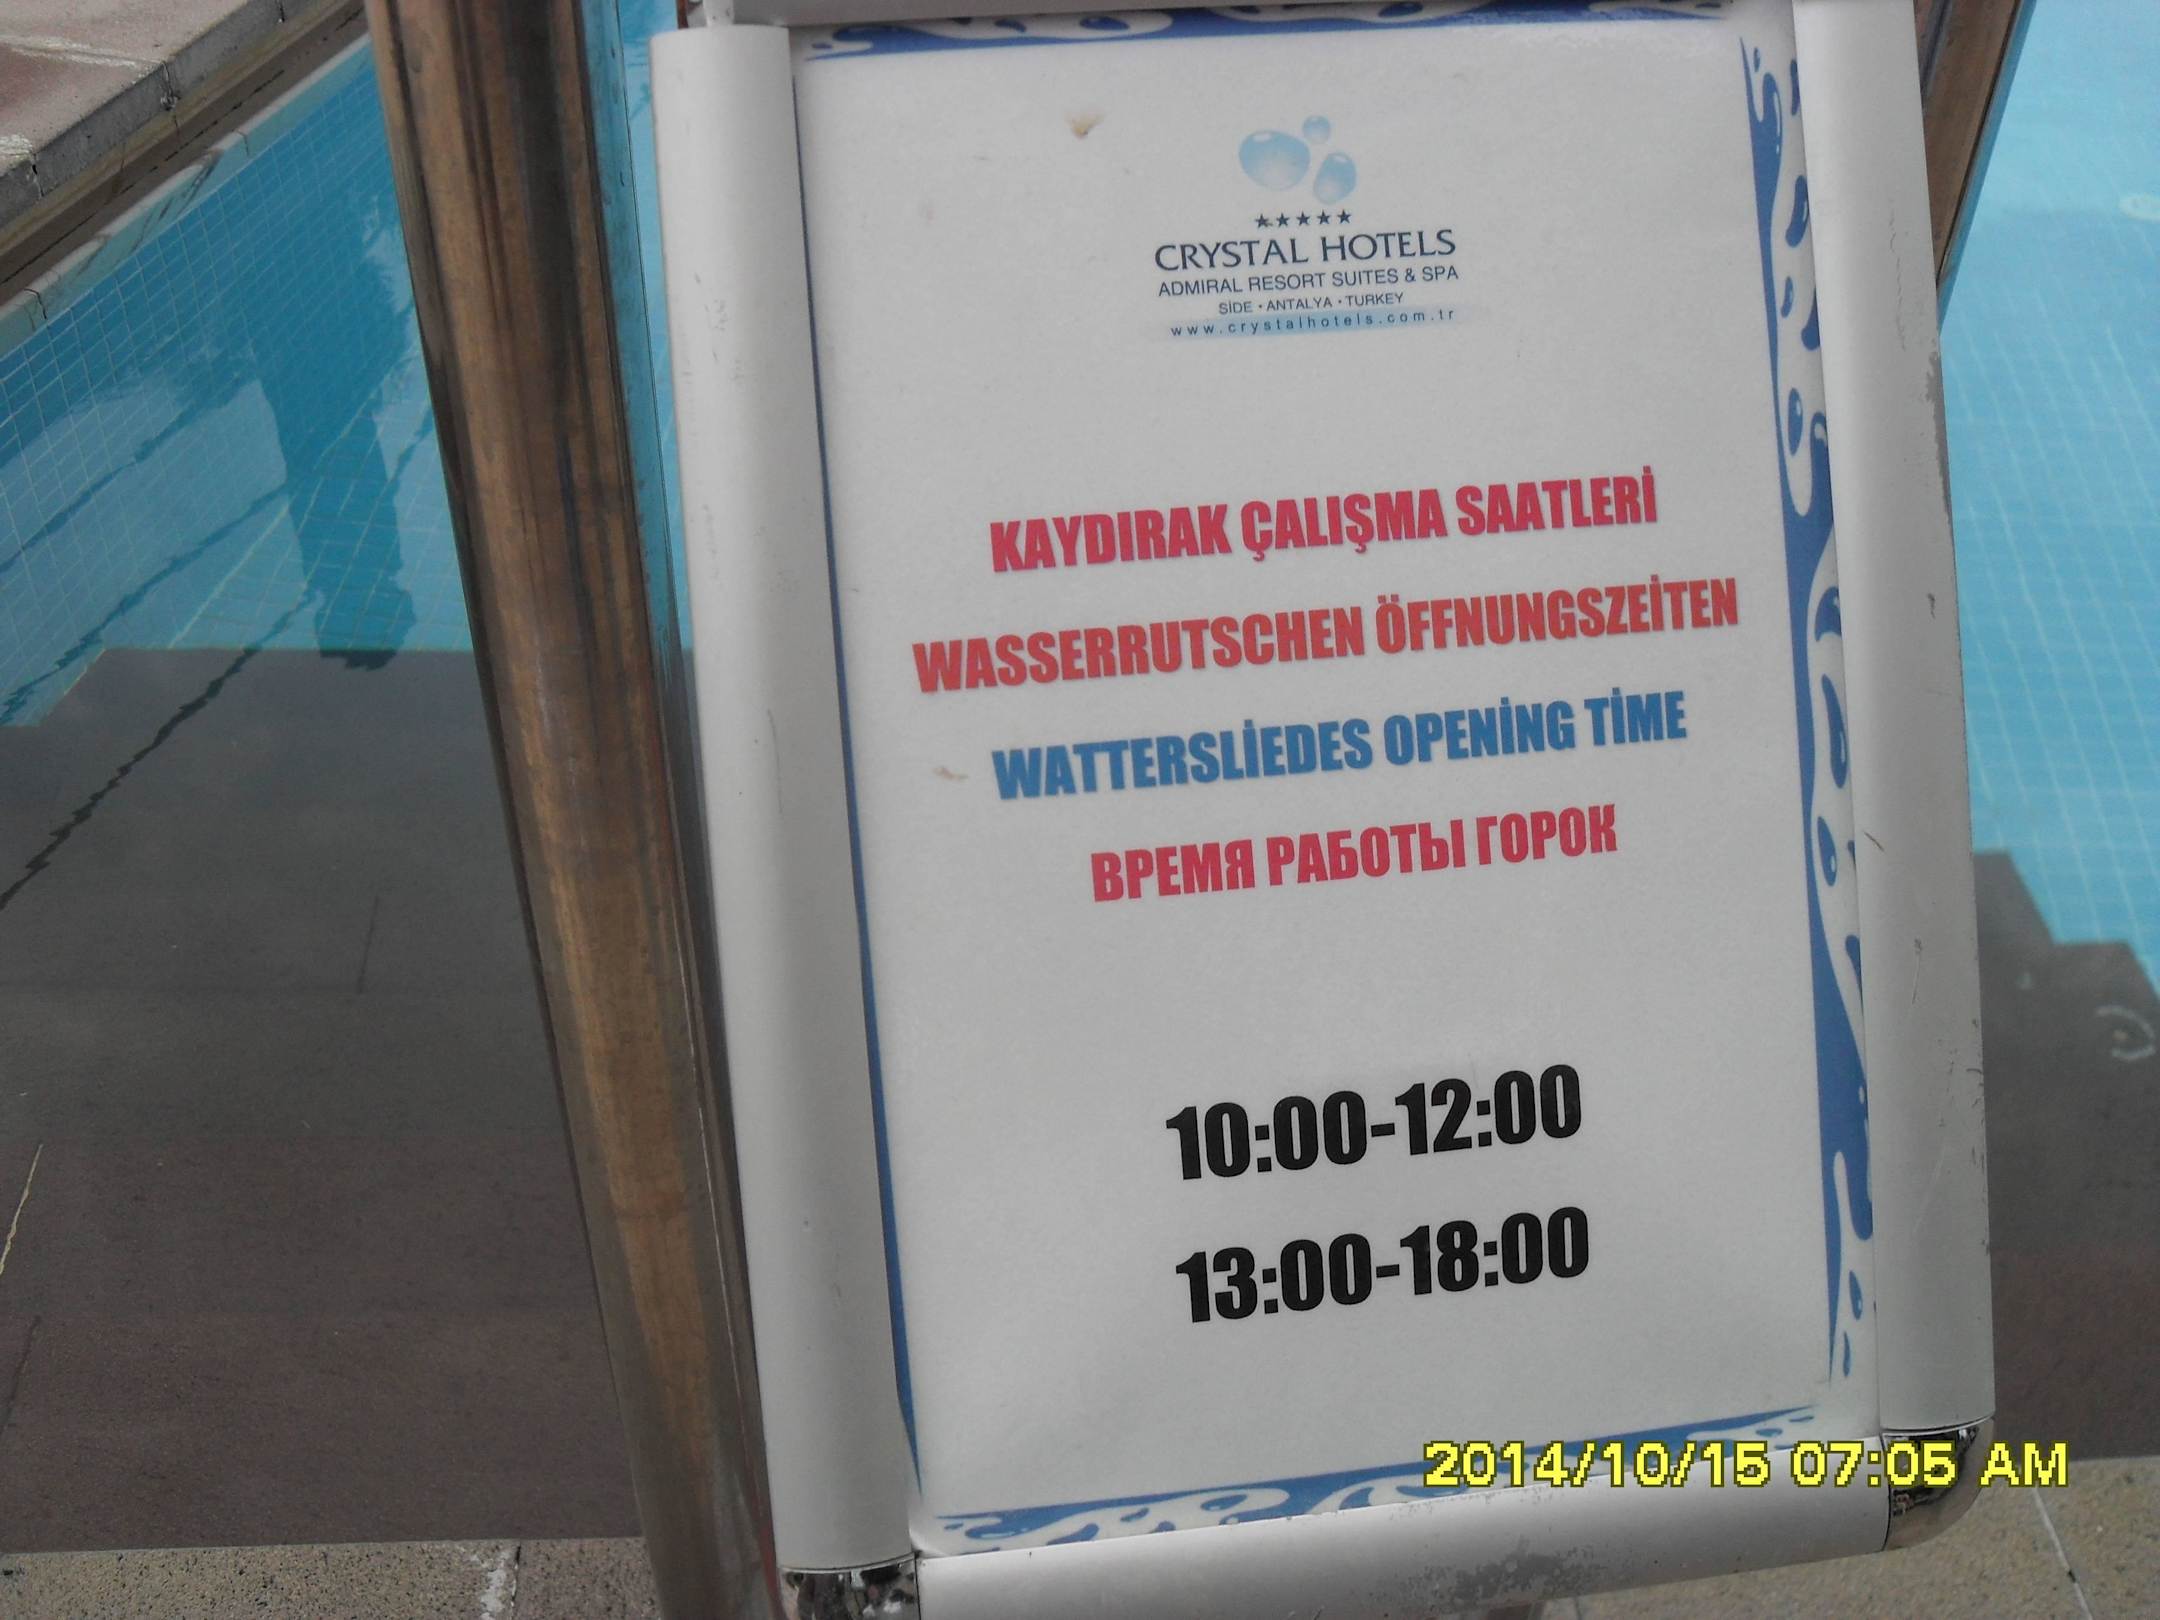 ★★★★★
CRYSTAL HOTELS
ADMIRAL RESORT SUITES & SPA
SİDE • ANTALYA • TURKEY
www.crystalhotels.com.tr
KAYDIRAK ÇALIŞMA SAATLERİ
WASSERRUTSCHEN ÖFFNUNGSZEİTEN
WATTERSLİEDES OPENİNG TİME
ВРЕМЯ РАБОТЫ ГОРОК
10:00-12:00
13:00-18:00
2014/10/15 07:05 AM